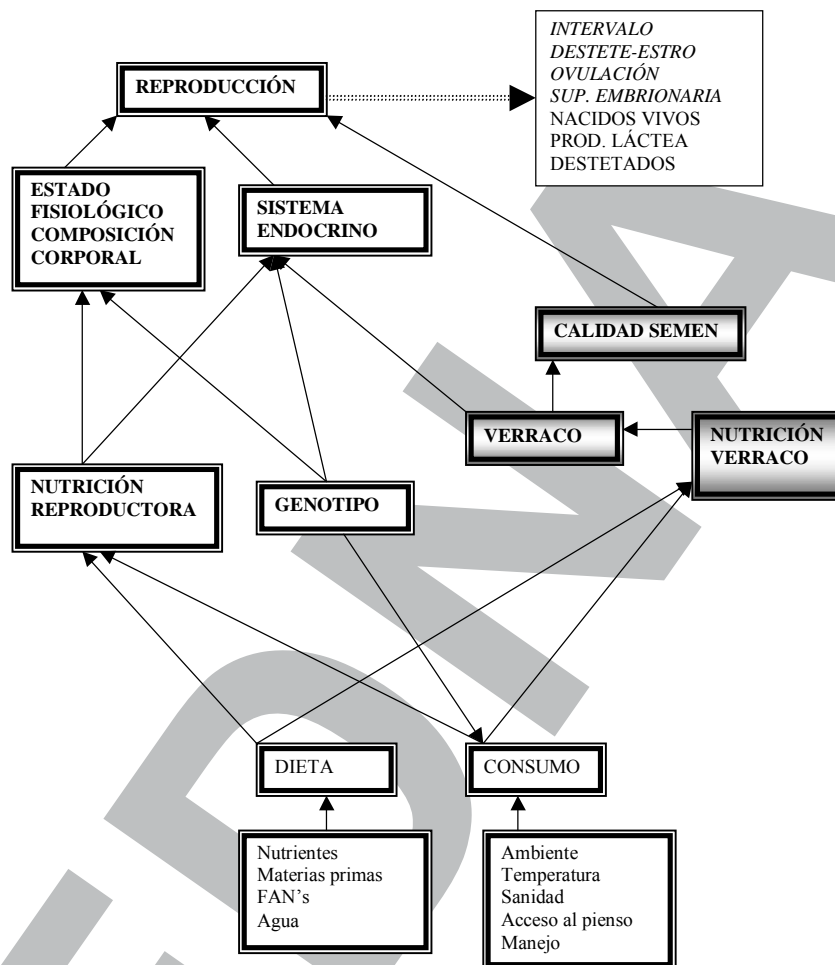 INTERVALO
DESTETE-ESTRO
OVULACIÓN
SUP. EMBRIONARIA
NACIDOS VIVOS
PROD. LÁCTEA
DESTETADOS
REPRODUCCIÓN
ESTADO
FISIOLÓGICO
COMPOSICIÓN
CORPORAL
SISTEMA
ENDOCRINO
CALIDAD SEMEN
VERRACO
NUTRICIÓN
VERRACO
NUTRICIÓN
REPRODUCTORA
GENOTIPO
DIETA
CONSUMO
Nutrientes
Materias primas
FAN’s
Agua
Ambiente
Temperatura
Sanidad
Acceso al pienso
Manejo